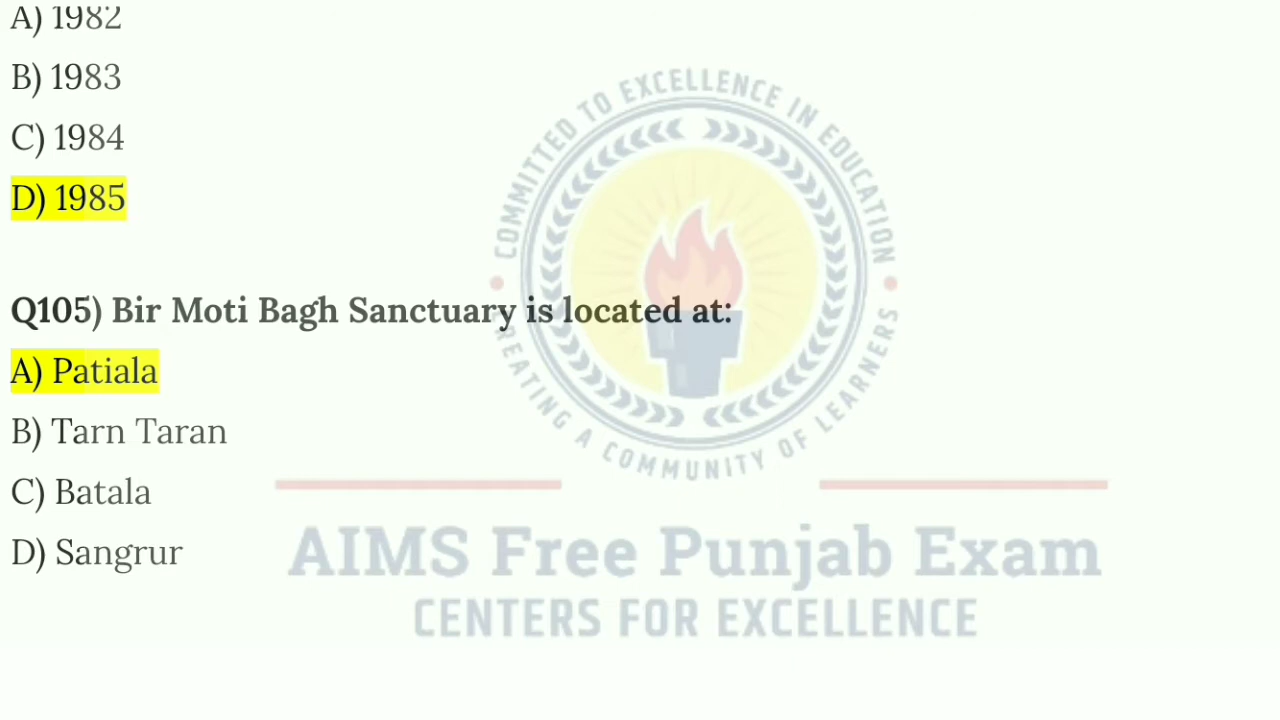 A) 1982
B) 1983
C) 1984
D) 1985
Q105) Bir Moti Bagh Sanctuary is located at:
A) Patiala
B) Tarn Taran
C) Batala
D) Sangrur
COMMITTED TO EXCELLENCE IN EDUCATION
CREATING A COMMUNITY OF LEARNERS
AIMS Free Punjab Exam
CENTERS FOR EXCELLENCE